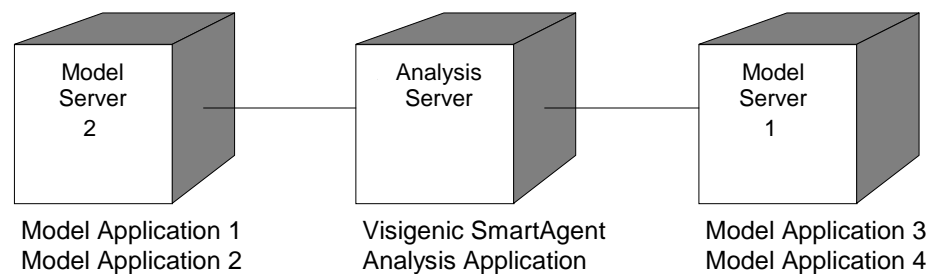 Model
Server
2
Analysis
Server
Model
Server
1
Model Application 1
Model Application 2
Visigenic SmartAgent
Analysis Application
Model Application 3
Model Application 4